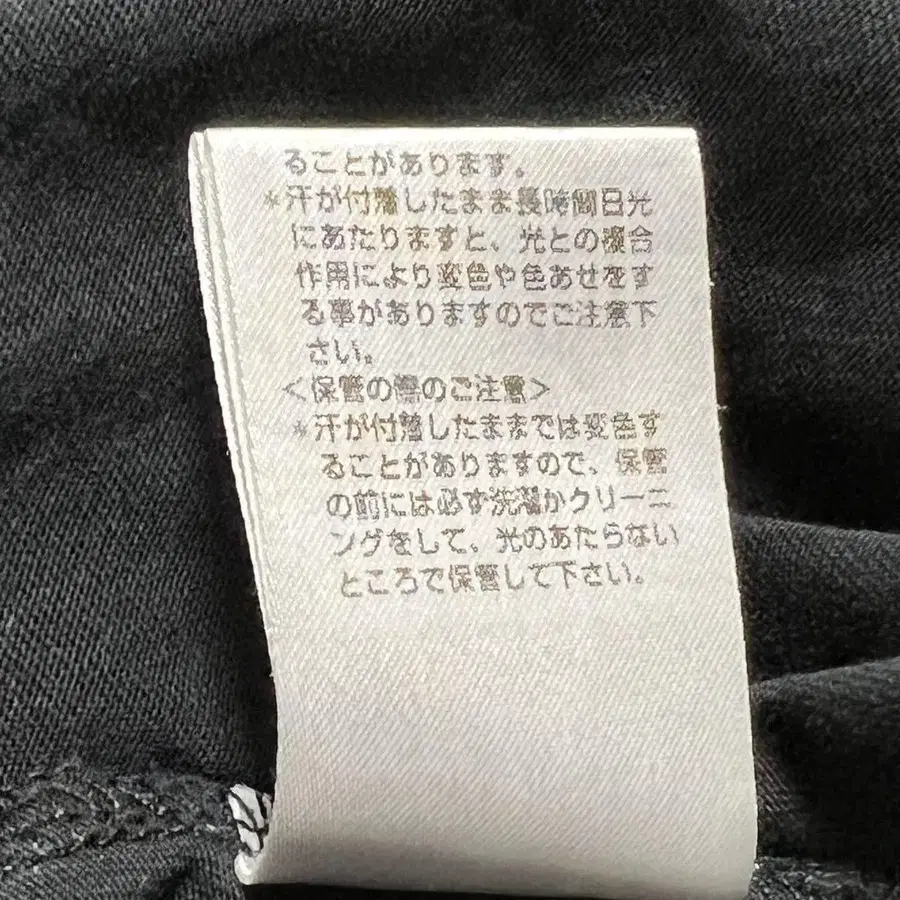 ることがあります。
*汗が付着したまま長時間日光
にあたりますと、光との複合
作用により変色や色あせをす
る事がありますのでご注意下
さい。
<保管の際のご注意>
*汗が付着したままでは変色す
ることがありますので、保管
の前には必ず洗濯かクリーニ
ングをして、光のあたらない
ところで保管して下さい。